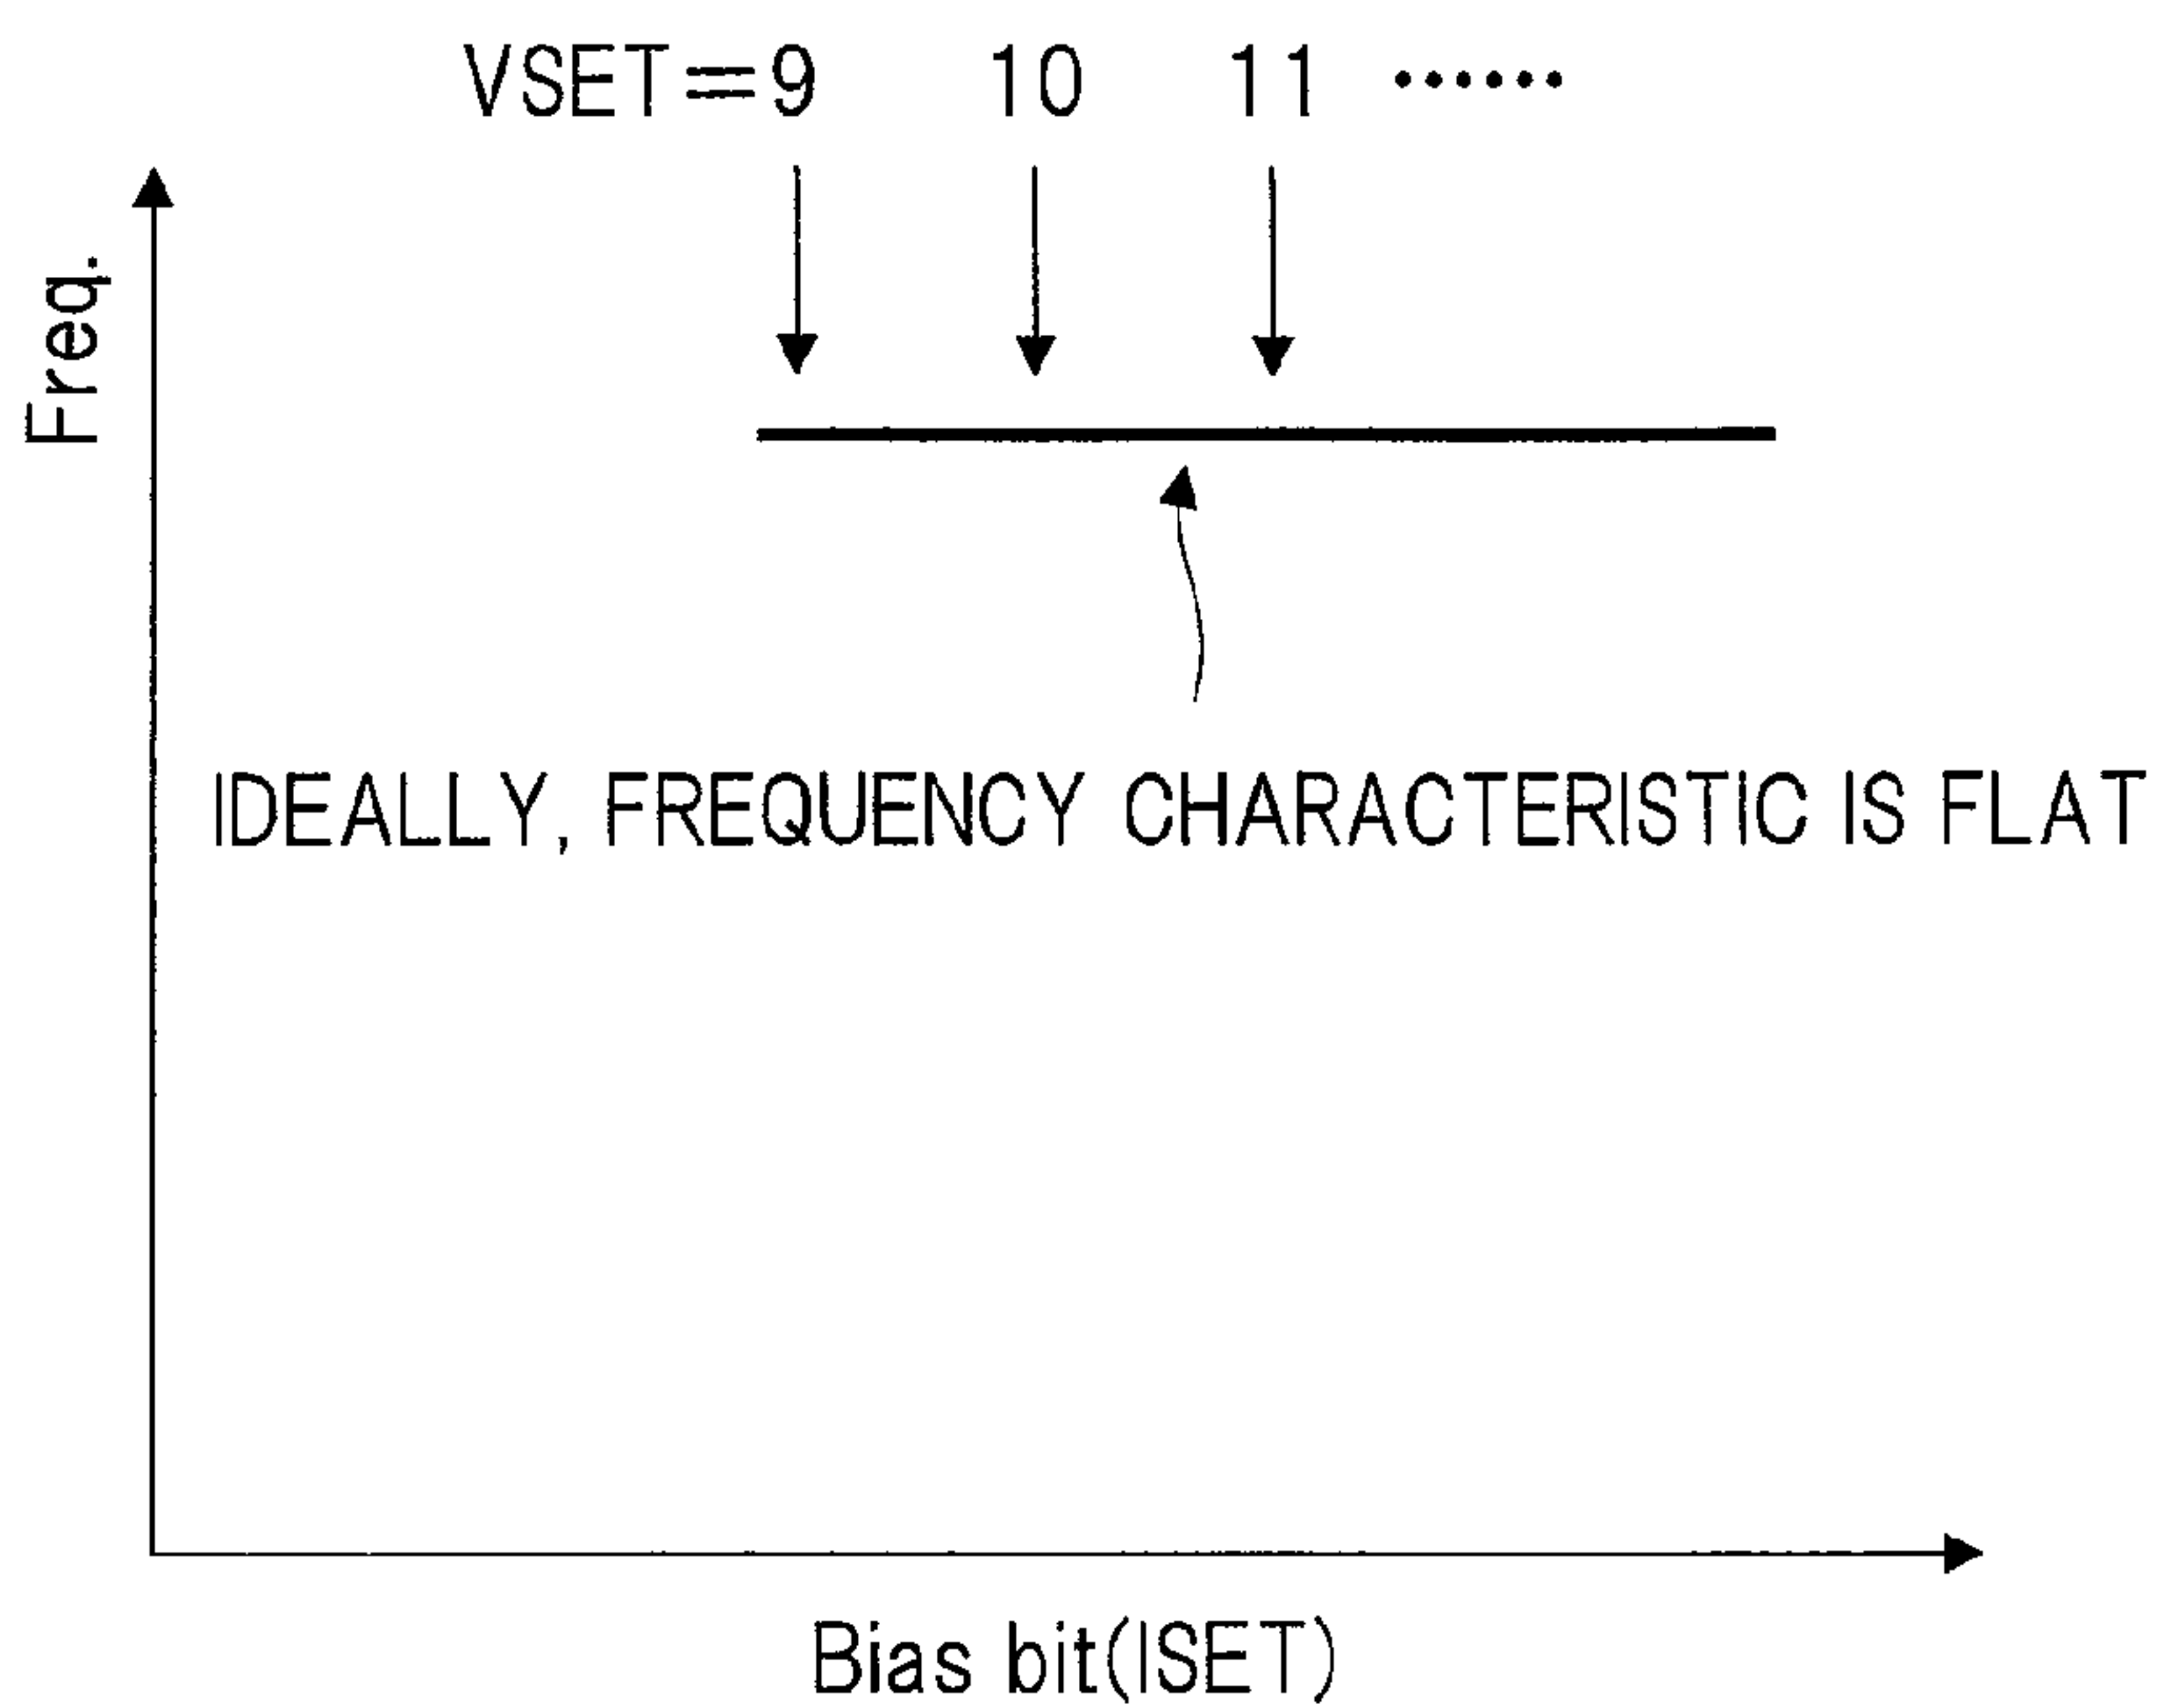 VSET=9 10 11 ······
Freq.
IDEALLY, FREQUENCY CHARACTERISTIC IS FLAT
Bias bit(ISET)